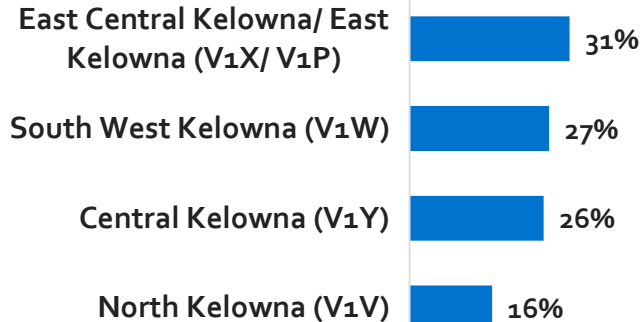 East Central Kelowna/ East
Kelowna (V1X/ V1P)
31%
South West Kelowna (V1W)
27%
Central Kelowna (V1Y)
26%
North Kelowna (V1V)
16%